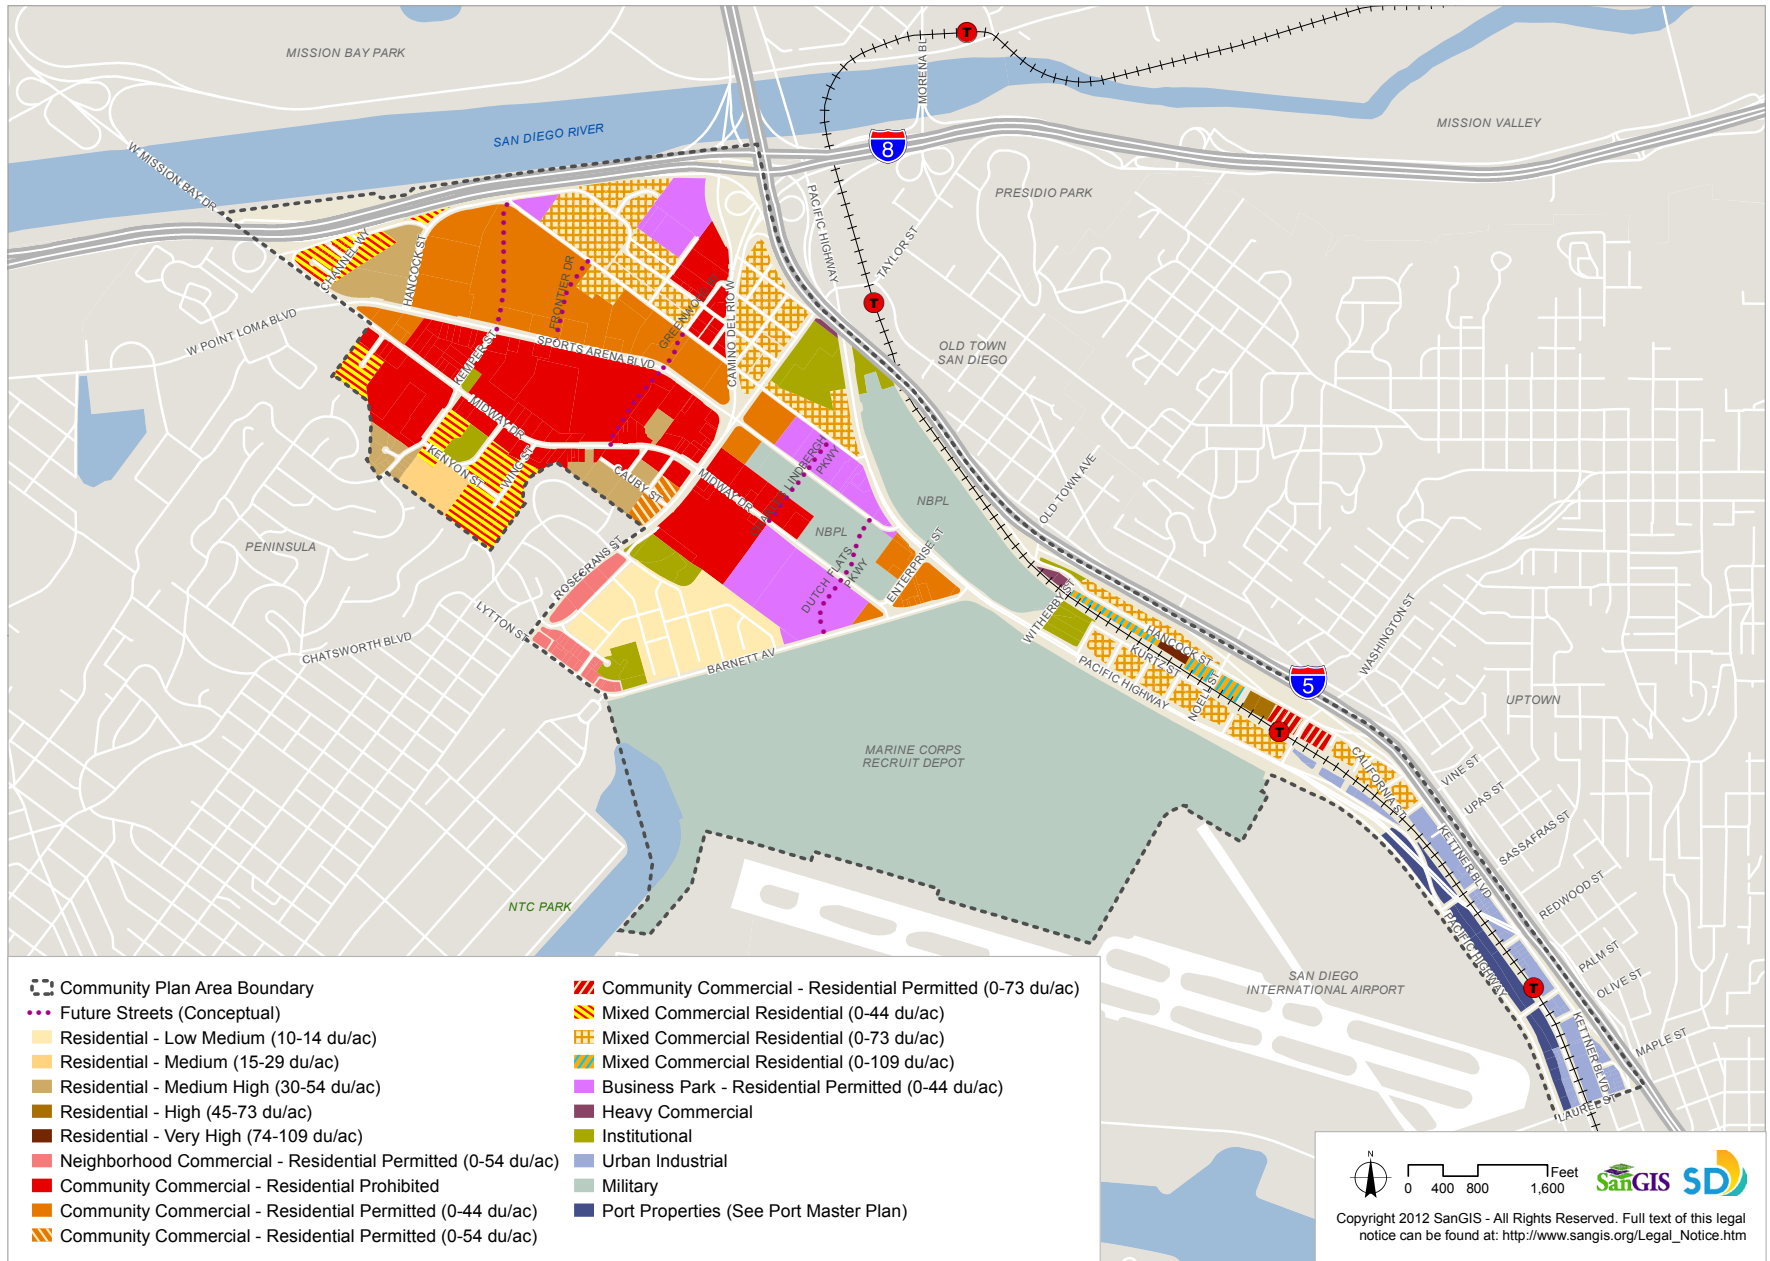 MISSION BAY PARK
MORENA BL
T
SAN DIEGO RIVER
8
MISSION VALLEY
W MISSION BAY DR
PACIFIC HIGHWAY
PRESIDIO PARK
TAYLOR ST
T
CHANNEL WY
HANCOCK ST
FRONTIER DR
GREENWOOD
CAMINO DEL RIO W
W POINT LOMA BLVD
KEMPER ST
SPORTS ARENA BLVD
OLD TOWN
SAN DIEGO
MIDWAY DR
KENYON ST
WING ST
CAUBY ST
MIDWAY DR
LINDBERGH
PKWY
NBPL
NBPL
OLD TOWN AVE
PENINSULA
ROSECRANS ST
DUTCH FLATS
PKWY
ENTERPRISE ST
LYTTON ST
CHATSWORTH BLVD
BARNETT AV
WITHERBY ST
HANCOCK ST
KURTZ ST
PACIFIC HIGHWAY
NOELL ST
5
WASHINGTON ST
UPTOWN
T
MARINE CORPS
RECRUIT DEPOT
CALIFORNIA ST
VINE ST
UPAS ST
SASSAFRAS ST
KETTNER BLVD
REDWOOD ST
NTC PARK
PACIFIC HIGHWAY
PALM ST
OLIVE ST
SAN DIEGO
INTERNATIONAL AIRPORT
T
KETTNER BLVD
MAPLE ST
LAUREL ST
Community Plan Area Boundary
Future Streets (Conceptual)
Residential - Low Medium (10-14 du/ac)
Residential - Medium (15-29 du/ac)
Residential - Medium High (30-54 du/ac)
Residential - High (45-73 du/ac)
Residential - Very High (74-109 du/ac)
Neighborhood Commercial - Residential Permitted (0-54 du/ac)
Community Commercial - Residential Prohibited
Community Commercial - Residential Permitted (0-44 du/ac)
Community Commercial - Residential Permitted (0-54 du/ac)
Community Commercial - Residential Permitted (0-73 du/ac)
Mixed Commercial Residential (0-44 du/ac)
Mixed Commercial Residential (0-73 du/ac)
Mixed Commercial Residential (0-109 du/ac)
Business Park - Residential Permitted (0-44 du/ac)
Heavy Commercial
Institutional
Urban Industrial
Military
Port Properties (See Port Master Plan)
N
Feet
0 400 800 1,600
SanGIS
SD
Copyright 2012 SanGIS - All Rights Reserved. Full text of this legal
notice can be found at: http://www.sangis.org/Legal_Notice.htm